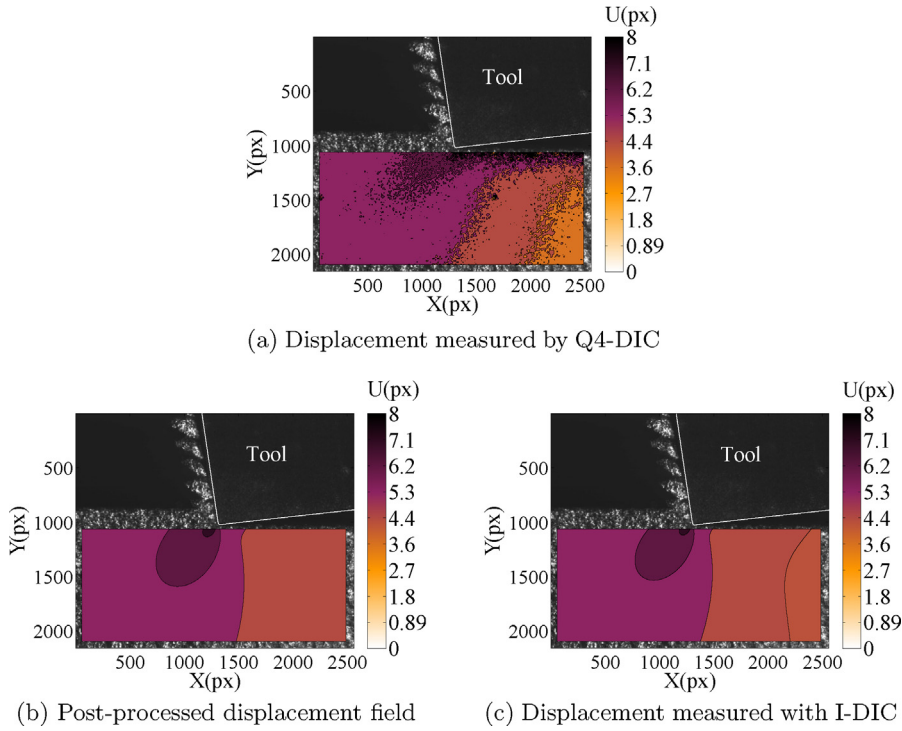 U(px)
8
7.1
6.2
5.3
4.4
3.6
2.7
1.8
0.89
0
Tool
Y(px)
500
1000
1500
2000
500 1000 1500 2000 2500
X(px)
(a) Displacement measured by Q4-DIC
U(px)
8
7.1
6.2
5.3
4.4
3.6
2.7
1.8
0.89
0
Tool
Y(px)
500
1000
1500
2000
500 1000 1500 2000 2500
X(px)
(b) Post-processed displacement field
U(px)
8
7.1
6.2
5.3
4.4
3.6
2.7
1.8
0.89
0
Tool
Y(px)
500
1000
1500
2000
500 1000 1500 2000 2500
X(px)
(c) Displacement measured with I-DIC